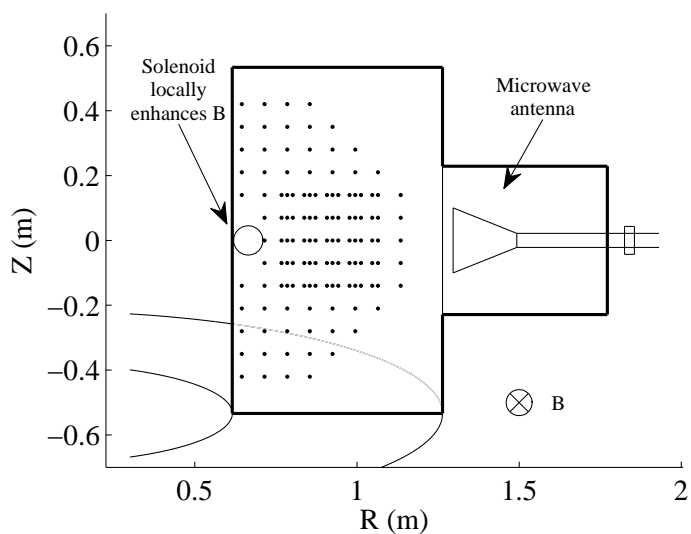 Solenoid
locally
enhances B
Microwave
antenna
B
Z (m)
0.6
0.4
0.2
0
−0.2
−0.4
−0.6
0.5
1
1.5
2
R (m)